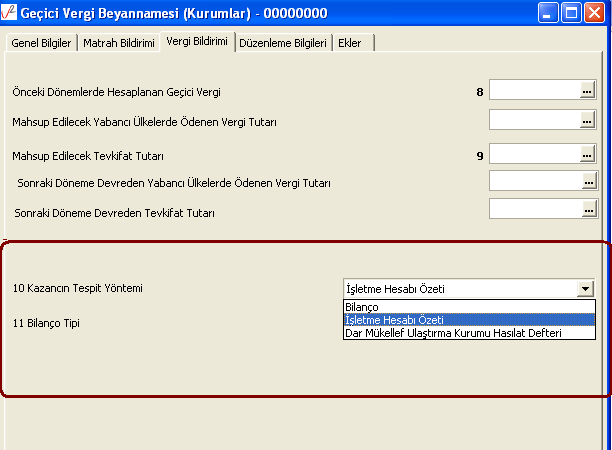 Geçici Vergi Beyannamesi (Kurumlar) - 00000000
Genel Bilgiler Matrah Bildirimi Vergi Bildirimi Düzenleme Bilgileri Ekler
Önceki Dönemlerde Hesaplanan Geçici Vergi 8 ...
Mahsup Edilecek Yabancı Ülkelerde Ödenen Vergi Tutarı ...
Mahsup Edilecek Tevkifat Tutarı 9 ...
Sonraki Döneme Devreden Yabancı Ülkelerde Ödenen Vergi Tutarı ...
Sonraki Döneme Devreden Tevkifat Tutarı ...
10 Kazancın Tespit Yöntemi İşletme Hesabı Özeti
Bilanço
11 Bilanço Tipi İşletme Hesabı Özeti
Dar Mükellef Ulaştırma Kurumu Hasılat Defteri